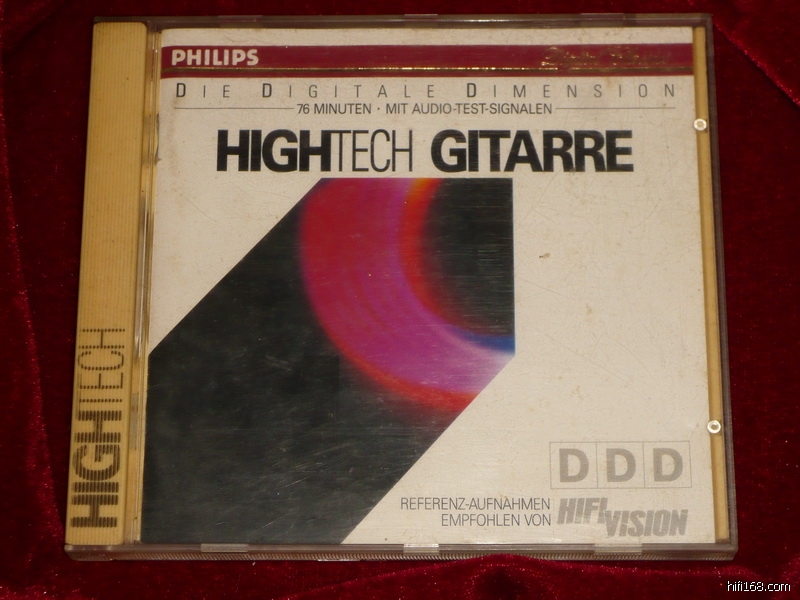 PHILIPS
DIE DIGITALE DIMENSION
76 MINUTEN · MIT AUDIO-TEST-SIGNALEN
HIGHTECH GITARRE
HIGHTECH
DDD
REFERENZ-AUFNAHMEN
EMPFOHLEN VON
HIFI VISION
hifi168.com